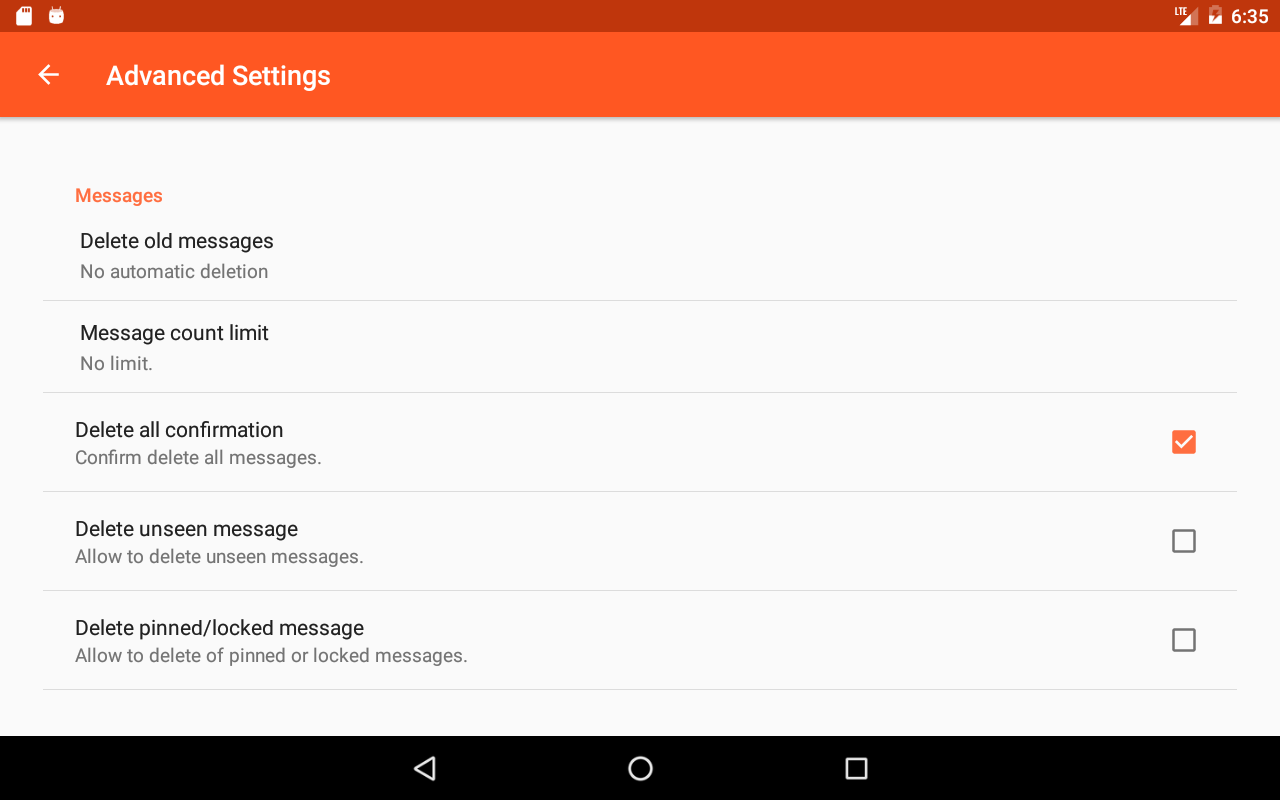 LTE 6:35
Advanced Settings
Messages
Delete old messages
No automatic deletion
Message count limit
No limit.
Delete all confirmation
Confirm delete all messages.
Delete unseen message
Allow to delete unseen messages.
Delete pinned/locked message
Allow to delete of pinned or locked messages.